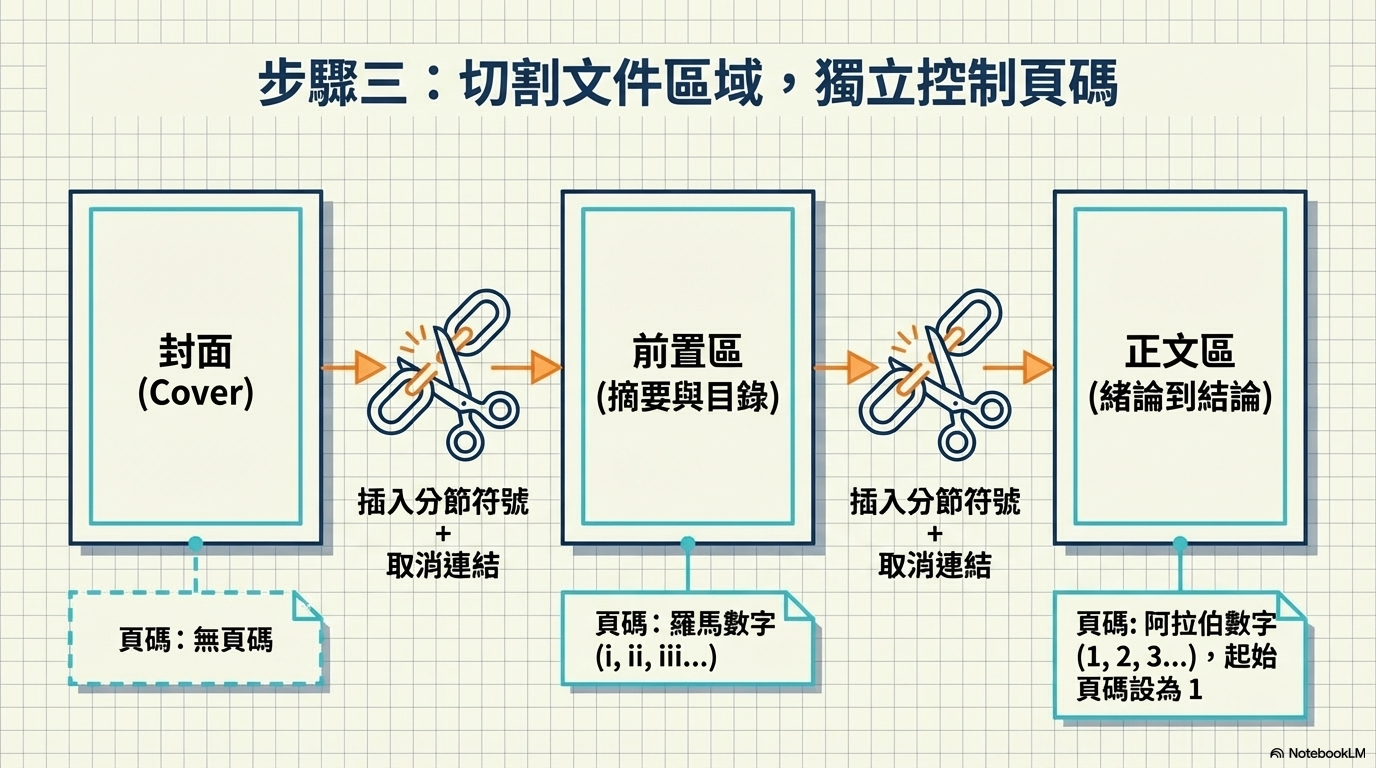 步驟三：切割文件區域，獨立控制頁碼
封面
(Cover)
插入分節符號
+
取消連結
前置區
(摘要與目錄)
插入分節符號
+
取消連結
正文區
(緒論到結論)
頁碼：無頁碼
頁碼：羅馬數字
(i, ii, iii...)
頁碼: 阿拉伯數字
(1, 2, 3...)，起始
頁碼設為 1
NotebookLM